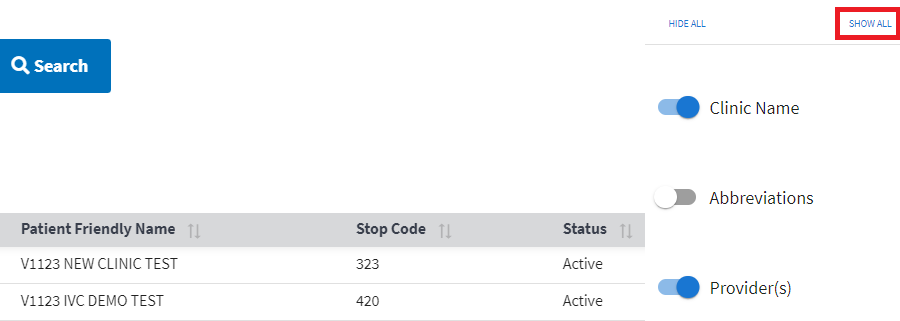 HIDE ALL SHOW ALL
Search
Clinic Name
Abbreviations
Provider(s)
Patient Friendly Name Stop Code Status
V1123 NEW CLINIC TEST 323 Active
V1123 IVC DEMO TEST 420 Active